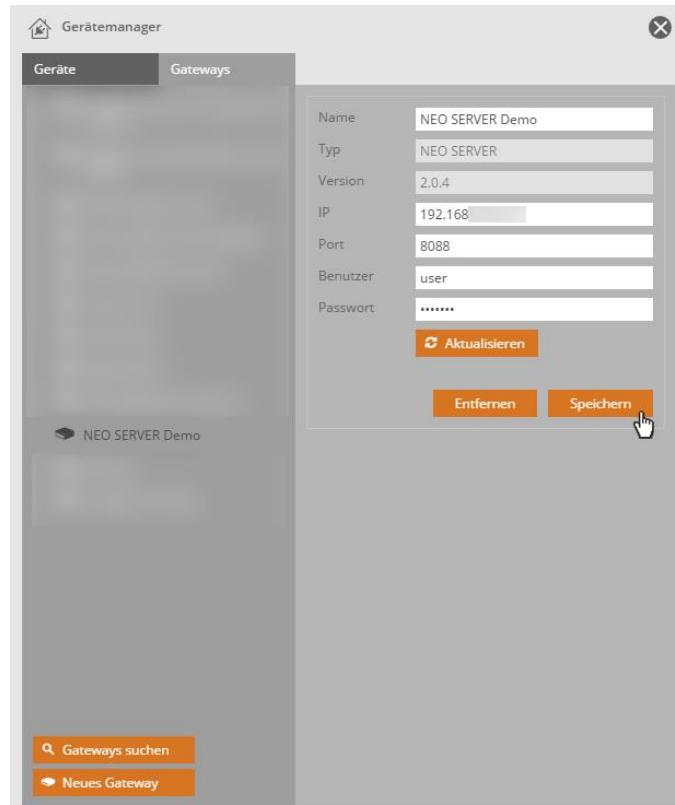 Gerätemanager
Geräte Gateways
Name NEO SERVER Demo
Typ NEO SERVER
Version 2.0.4
IP 192.168
Port 8088
Benutzer user
Passwort •••••••
Aktualisieren
Entfernen Speichern
NEO SERVER Demo
Gateways suchen
Neues Gateway